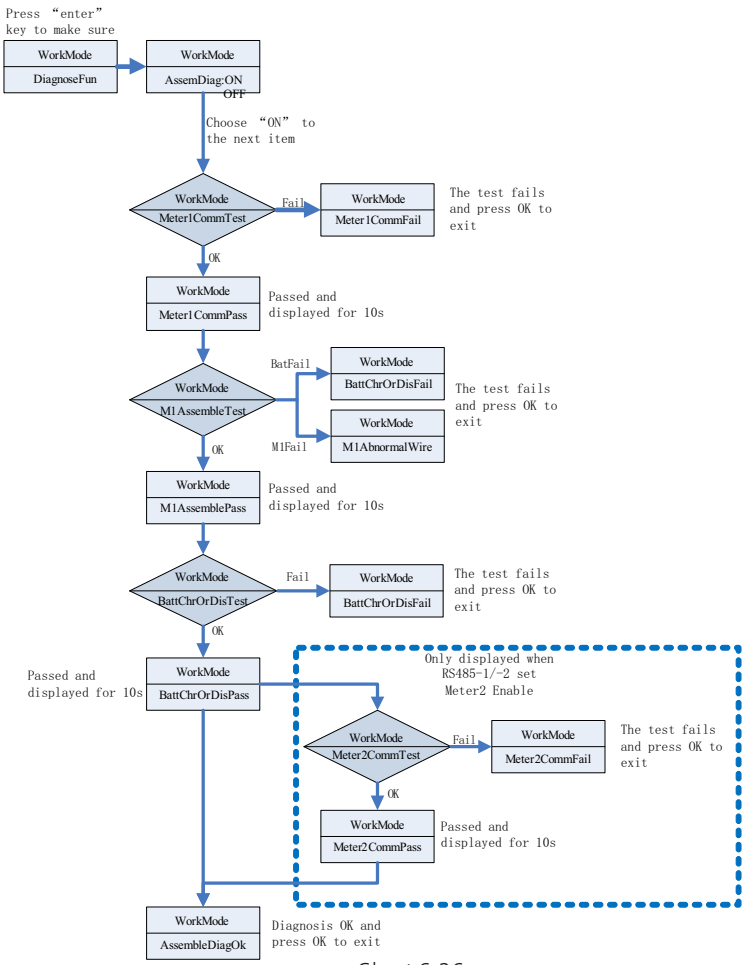 Press “enter”
key to make sure
WorkMode
DiagnoseFun
WorkMode
AssemDiag:ON
OFF
Choose “ON” to
the next item
WorkMode
Meter1CommTest
Fail
WorkMode
Meter1CommFail
The test fails
and press OK to
exit
OK
WorkMode
Meter1CommPass
Passed and
displayed for 10s
WorkMode
M1AssembleTest
BatFail
WorkMode
BattChrOrDisFail
M1Fail
WorkMode
M1AbnormalWire
The test fails
and press OK to
exit
OK
WorkMode
M1AssemblePass
Passed and
displayed for 10s
WorkMode
BattChrOrDisTest
Fail
WorkMode
BattChrOrDisFail
The test fails
and press OK to
exit
OK
Passed and
displayed for 10s
WorkMode
BattChrOrDisPass
Only displayed when
RS485-1/-2 set
Meter2 Enable
WorkMode
Meter2CommTest
Fail
WorkMode
Meter2CommFail
The test fails
and press OK to
exit
OK
WorkMode
Meter2CommPass
Passed and
displayed for 10s
WorkMode
AssembleDiagOk
Diagnosis OK and
press OK to exit